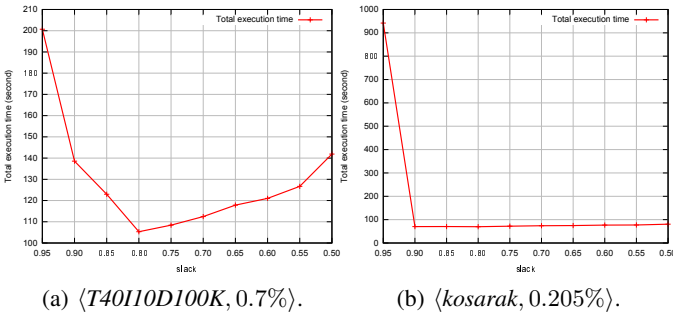 Total execution time
210
200
190
180
170
160
150
140
130
120
110
100
Total execution time (second)
0.95 0.90 0.85 0.80 0.75 0.70 0.65 0.60 0.55 0.50
slack
(a) ⟨T40I10D100K, 0.7%⟩.
Total execution time
1000
900
800
700
600
500
400
300
200
100
0
Total execution time (second)
0.95 0.90 0.85 0.80 0.75 0.70 0.65 0.60 0.55 0.50
slack
(b) ⟨kosarak, 0.205%⟩.